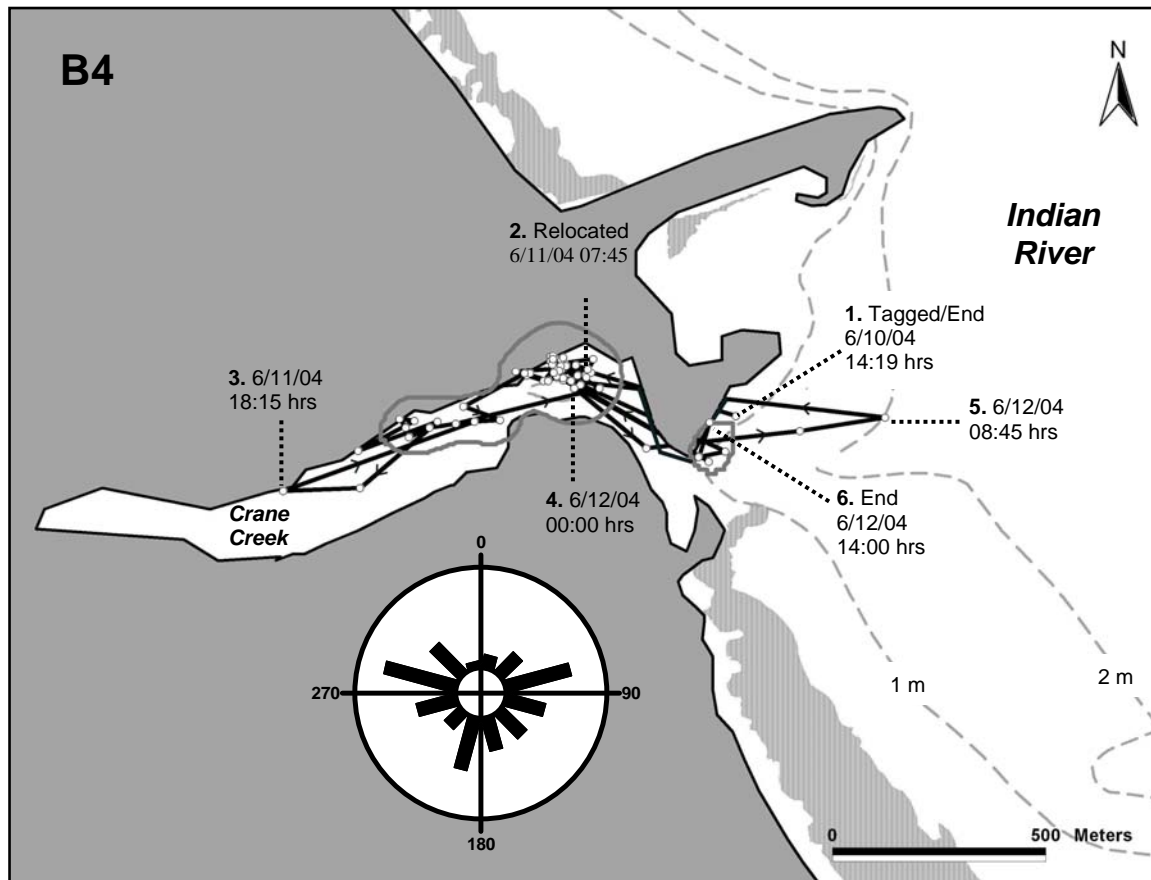 B4
N
2. Relocated
6/11/04 07:45
Indian
River
1. Tagged/End
6/10/04
14:19 hrs
3. 6/11/04
18:15 hrs
5. 6/12/04
08:45 hrs
4. 6/12/04
00:00 hrs
6. End
6/12/04
14:00 hrs
Crane
Creek
0
270
90
180
1 m
2 m
0 500 Meters